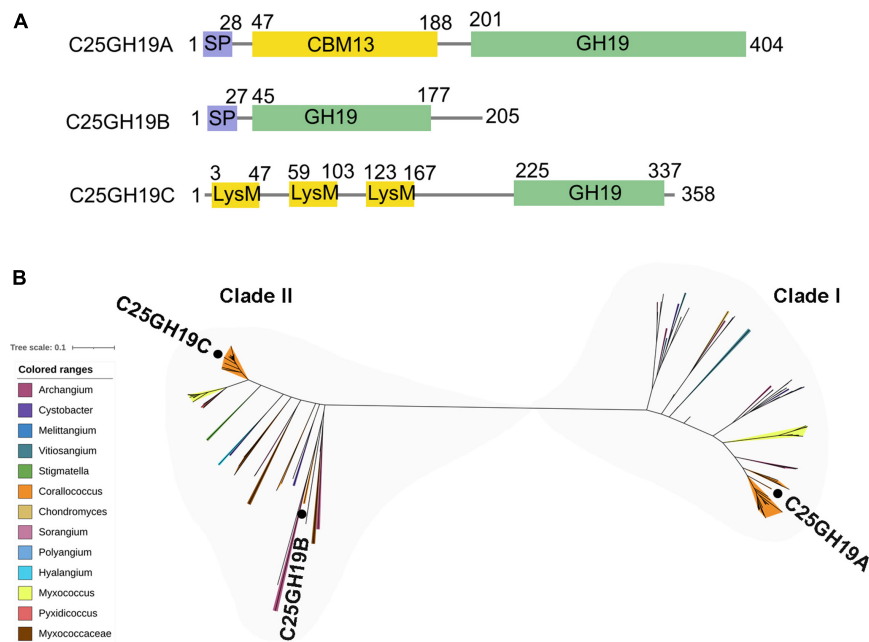 A
28 47 188 201
C25GH19A 1 SP CBM13 GH19 404
27 45 177
C25GH19B 1 SP GH19 205
3 47 59 103 123 167 225 337
C25GH19C 1 LysM LysM LysM GH19 358
B
Clade II
Clade I
C25GH19C
Tree scale: 0.1
Colored ranges
Archangium
Cystobacter
Melittangium
Vitiosangium
Stigmatella
Corallococcus
Chondromyces
Sorangium
Polyangium
Hyalangium
Myxococcus
Pyxidicoccus
Myxococcaceae
C25GH19B
C25GH19A